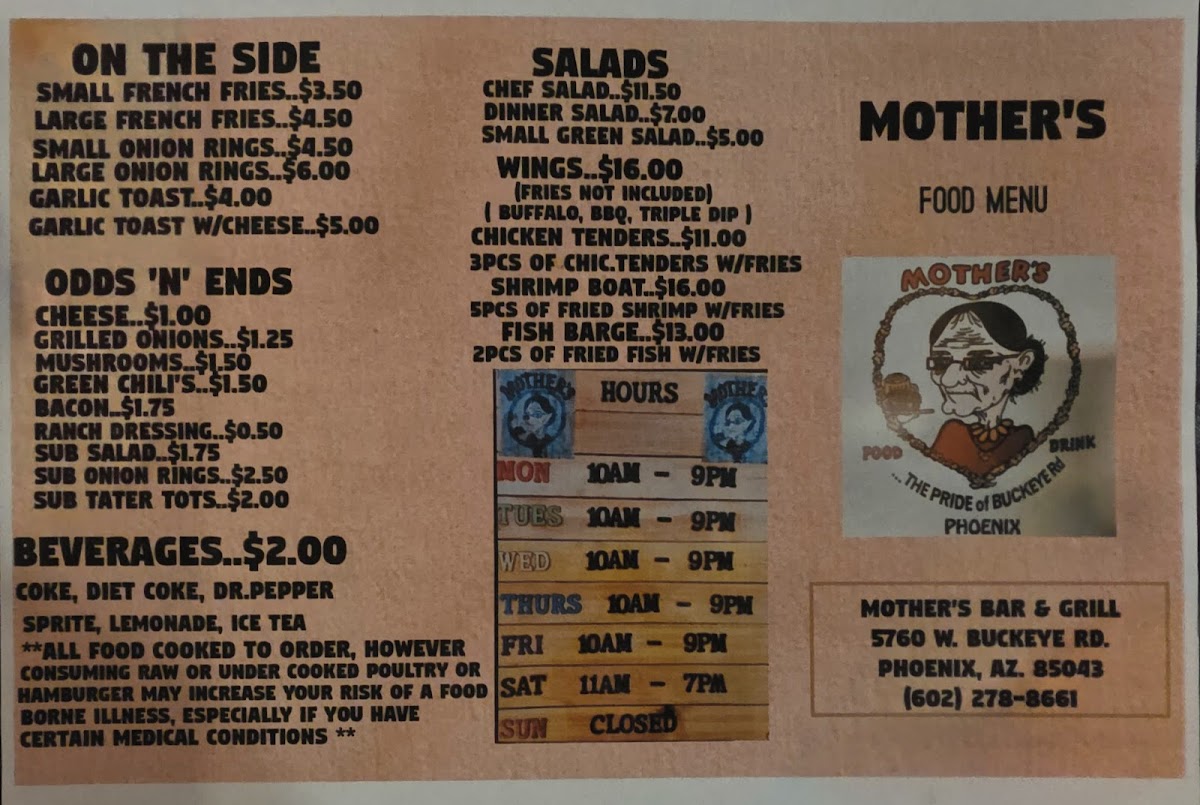 ON THE SIDE
SMALL FRENCH FRIES..$3.50
LARGE FRENCH FRIES..$4.50
SMALL ONION RINGS..$4.50
LARGE ONION RINGS..$6.00
GARLIC TOAST..$4.00
GARLIC TOAST W/CHEESE..$5.00
ODDS 'N' ENDS
CHEESE..$1.00
GRILLED ONIONS..$1.25
MUSHROOMS..$1.50
GREEN CHILI'S..$1.50
BACON..$1.75
RANCH DRESSING..$0.50
SUB SALAD..$1.75
SUB ONION RINGS..$2.50
SUB TATER TOTS..$2.00
BEVERAGES..$2.00
COKE, DIET COKE, DR.PEPPER
SPRITE, LEMONADE, ICE TEA
**ALL FOOD COOKED TO ORDER, HOWEVER
CONSUMING RAW OR UNDER COOKED POULTRY OR
HAMBURGER MAY INCREASE YOUR RISK OF A FOOD
BORNE ILLNESS, ESPECIALLY IF YOU HAVE
CERTAIN MEDICAL CONDITIONS **
SALADS
CHEF SALAD..$11.50
DINNER SALAD..$7.00
SMALL GREEN SALAD..$5.00
WINGS..$16.00
(FRIES NOT INCLUDED)
( BUFFALO, BBQ, TRIPLE DIP )
CHICKEN TENDERS..$11.00
3PCS OF CHIC.TENDERS W/FRIES
SHRIMP BOAT..$16.00
5PCS OF FRIED SHRIMP W/FRIES
FISH BARGE..$13.00
2PCS OF FRIED FISH W/FRIES
MOTHER'S HOURS MOTHER'S
MON 10AM - 9PM
TUES 10AM - 9PM
WED 10AM - 9PM
THURS 10AM - 9PM
FRI 10AM - 9PM
SAT 11AM - 7PM
SUN CLOSED
MOTHER'S
FOOD MENU
MOTHER'S
FOOD DRINK
...THE PRIDE of BUCKEYE Rd
PHOENIX
MOTHER'S BAR & GRILL
5760 W. BUCKEYE RD.
PHOENIX, AZ. 85043
(602) 278-8661